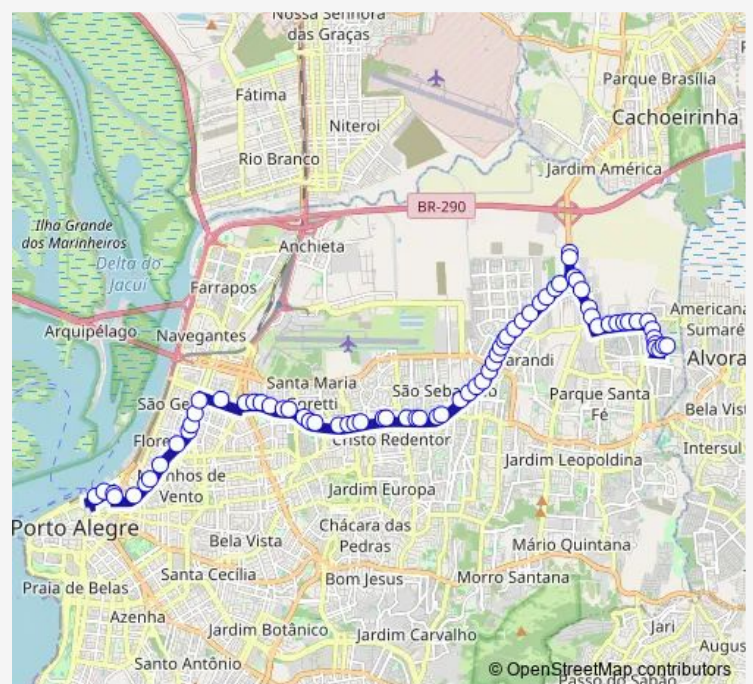 Nossa Senhora
das Graças
Parque Brasília
Fátima
Cachoeirinha
Niteroi
Rio Branco
Jardim América
BR-290
Ilha Grande
dos Marinheiros
Anchieta
Delta do
Jacuí
Farrapos
Americana
Sumaré
Arquipélago
Navegantes
Alvora
arandi
Santa Maria
Goretti
São Sebastião
São Ge
Parque Santa
Fé
Bela Vis
Flore
Cristo Redentor
Intersul
Jardim Leopoldina
nhos de
Vento
Jardim Europa
Porto Alegre
Chácara das
Pedras
Bela Vista
Mário Quintana
Santa Cecília
Bom Jesus
Morro Santana
Praia de Belas
Azenha
Jardim Botânico
Jardim Carvalho
Jari
Augus
Santo Antônio
© OpenStreetMap contributors
Passo do Sabão